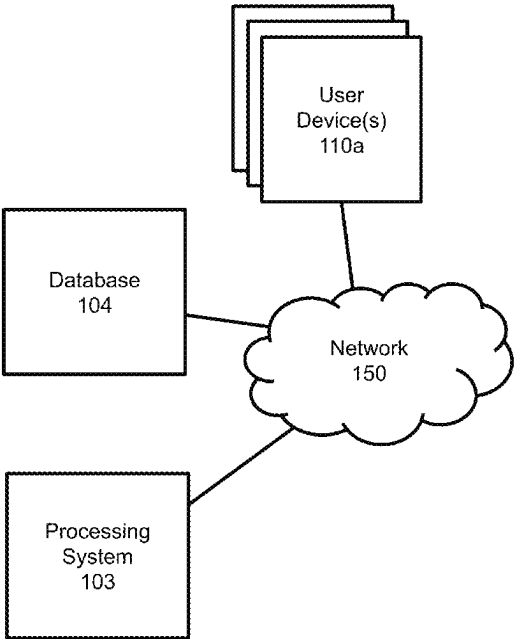 User
Device(s)
110a
Database
104
Network
150
Processing
System
103